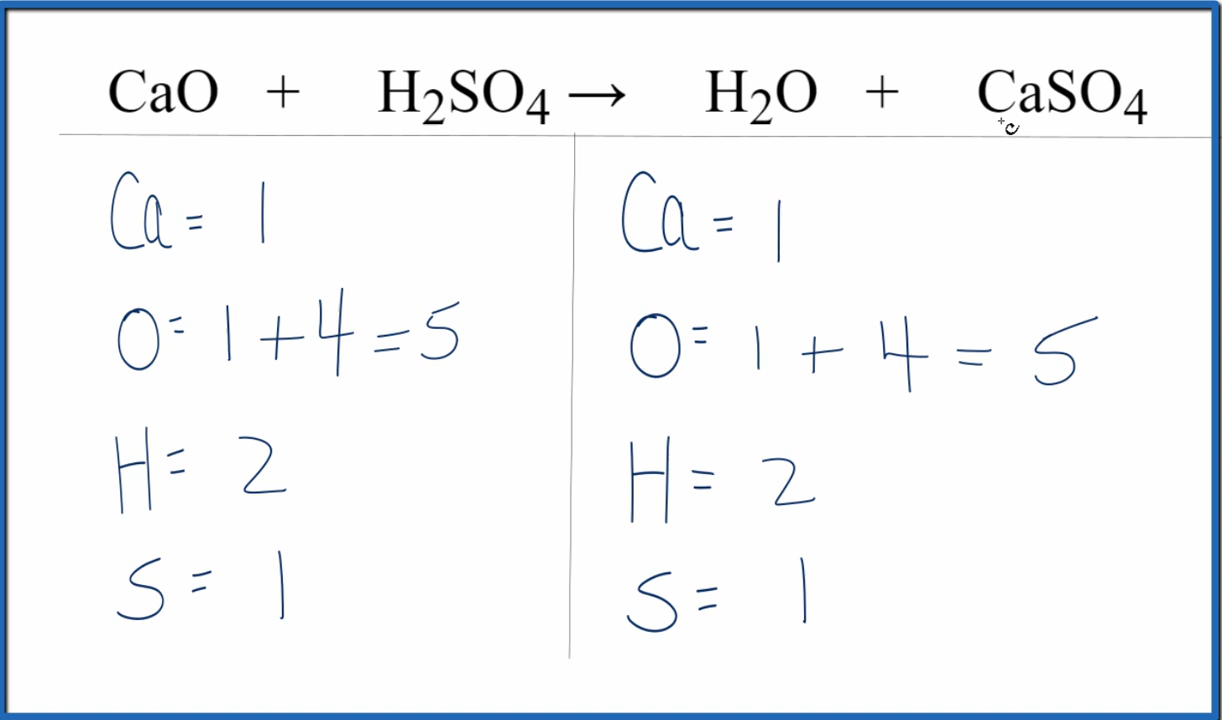 CaO + H2SO4 → H2O + CaSO4
Ca = 1
O = 1 + 4 = 5
H = 2
S = 1
Ca = 1
O = 1 + 4 = 5
H = 2
S = 1